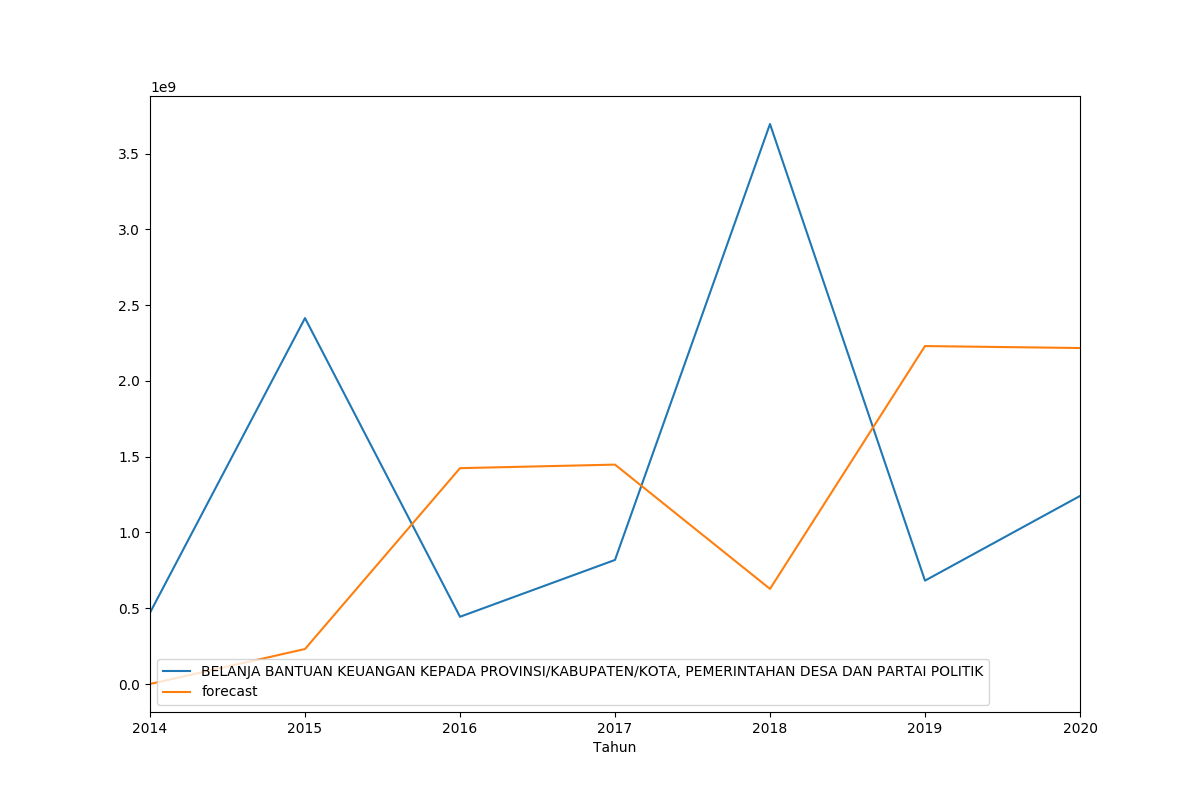 1e9
3.5
3.0
2.5
2.0
1.5
1.0
0.5
0.0
BELANJA BANTUAN KEUANGAN KEPADA PROVINSI/KABUPATEN/KOTA, PEMERINTAHAN DESA DAN PARTAI POLITIK
forecast
2014 2015 2016 2017 2018 2019 2020
Tahun